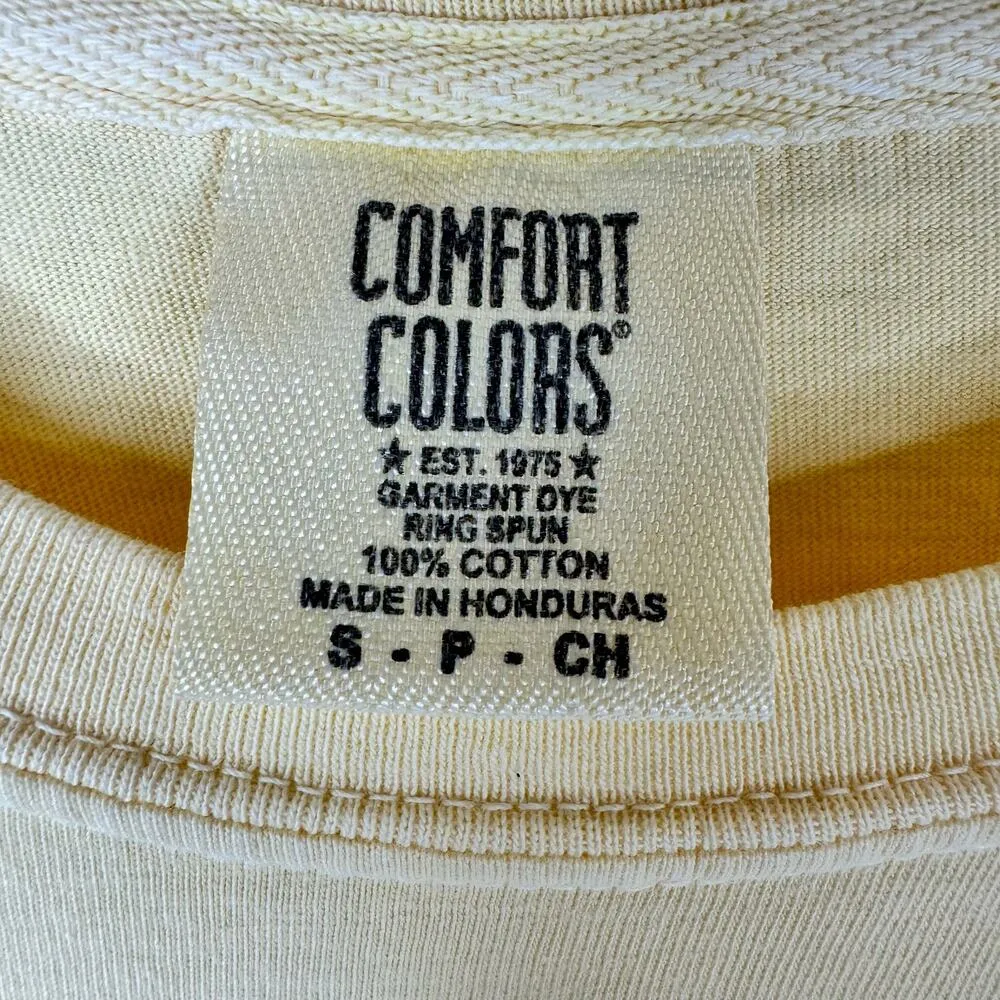 COMFORT
COLORS®
★ EST. 1975 ★
GARMENT DYE
RING SPUN
100% COTTON
MADE IN HONDURAS
S - P - CH